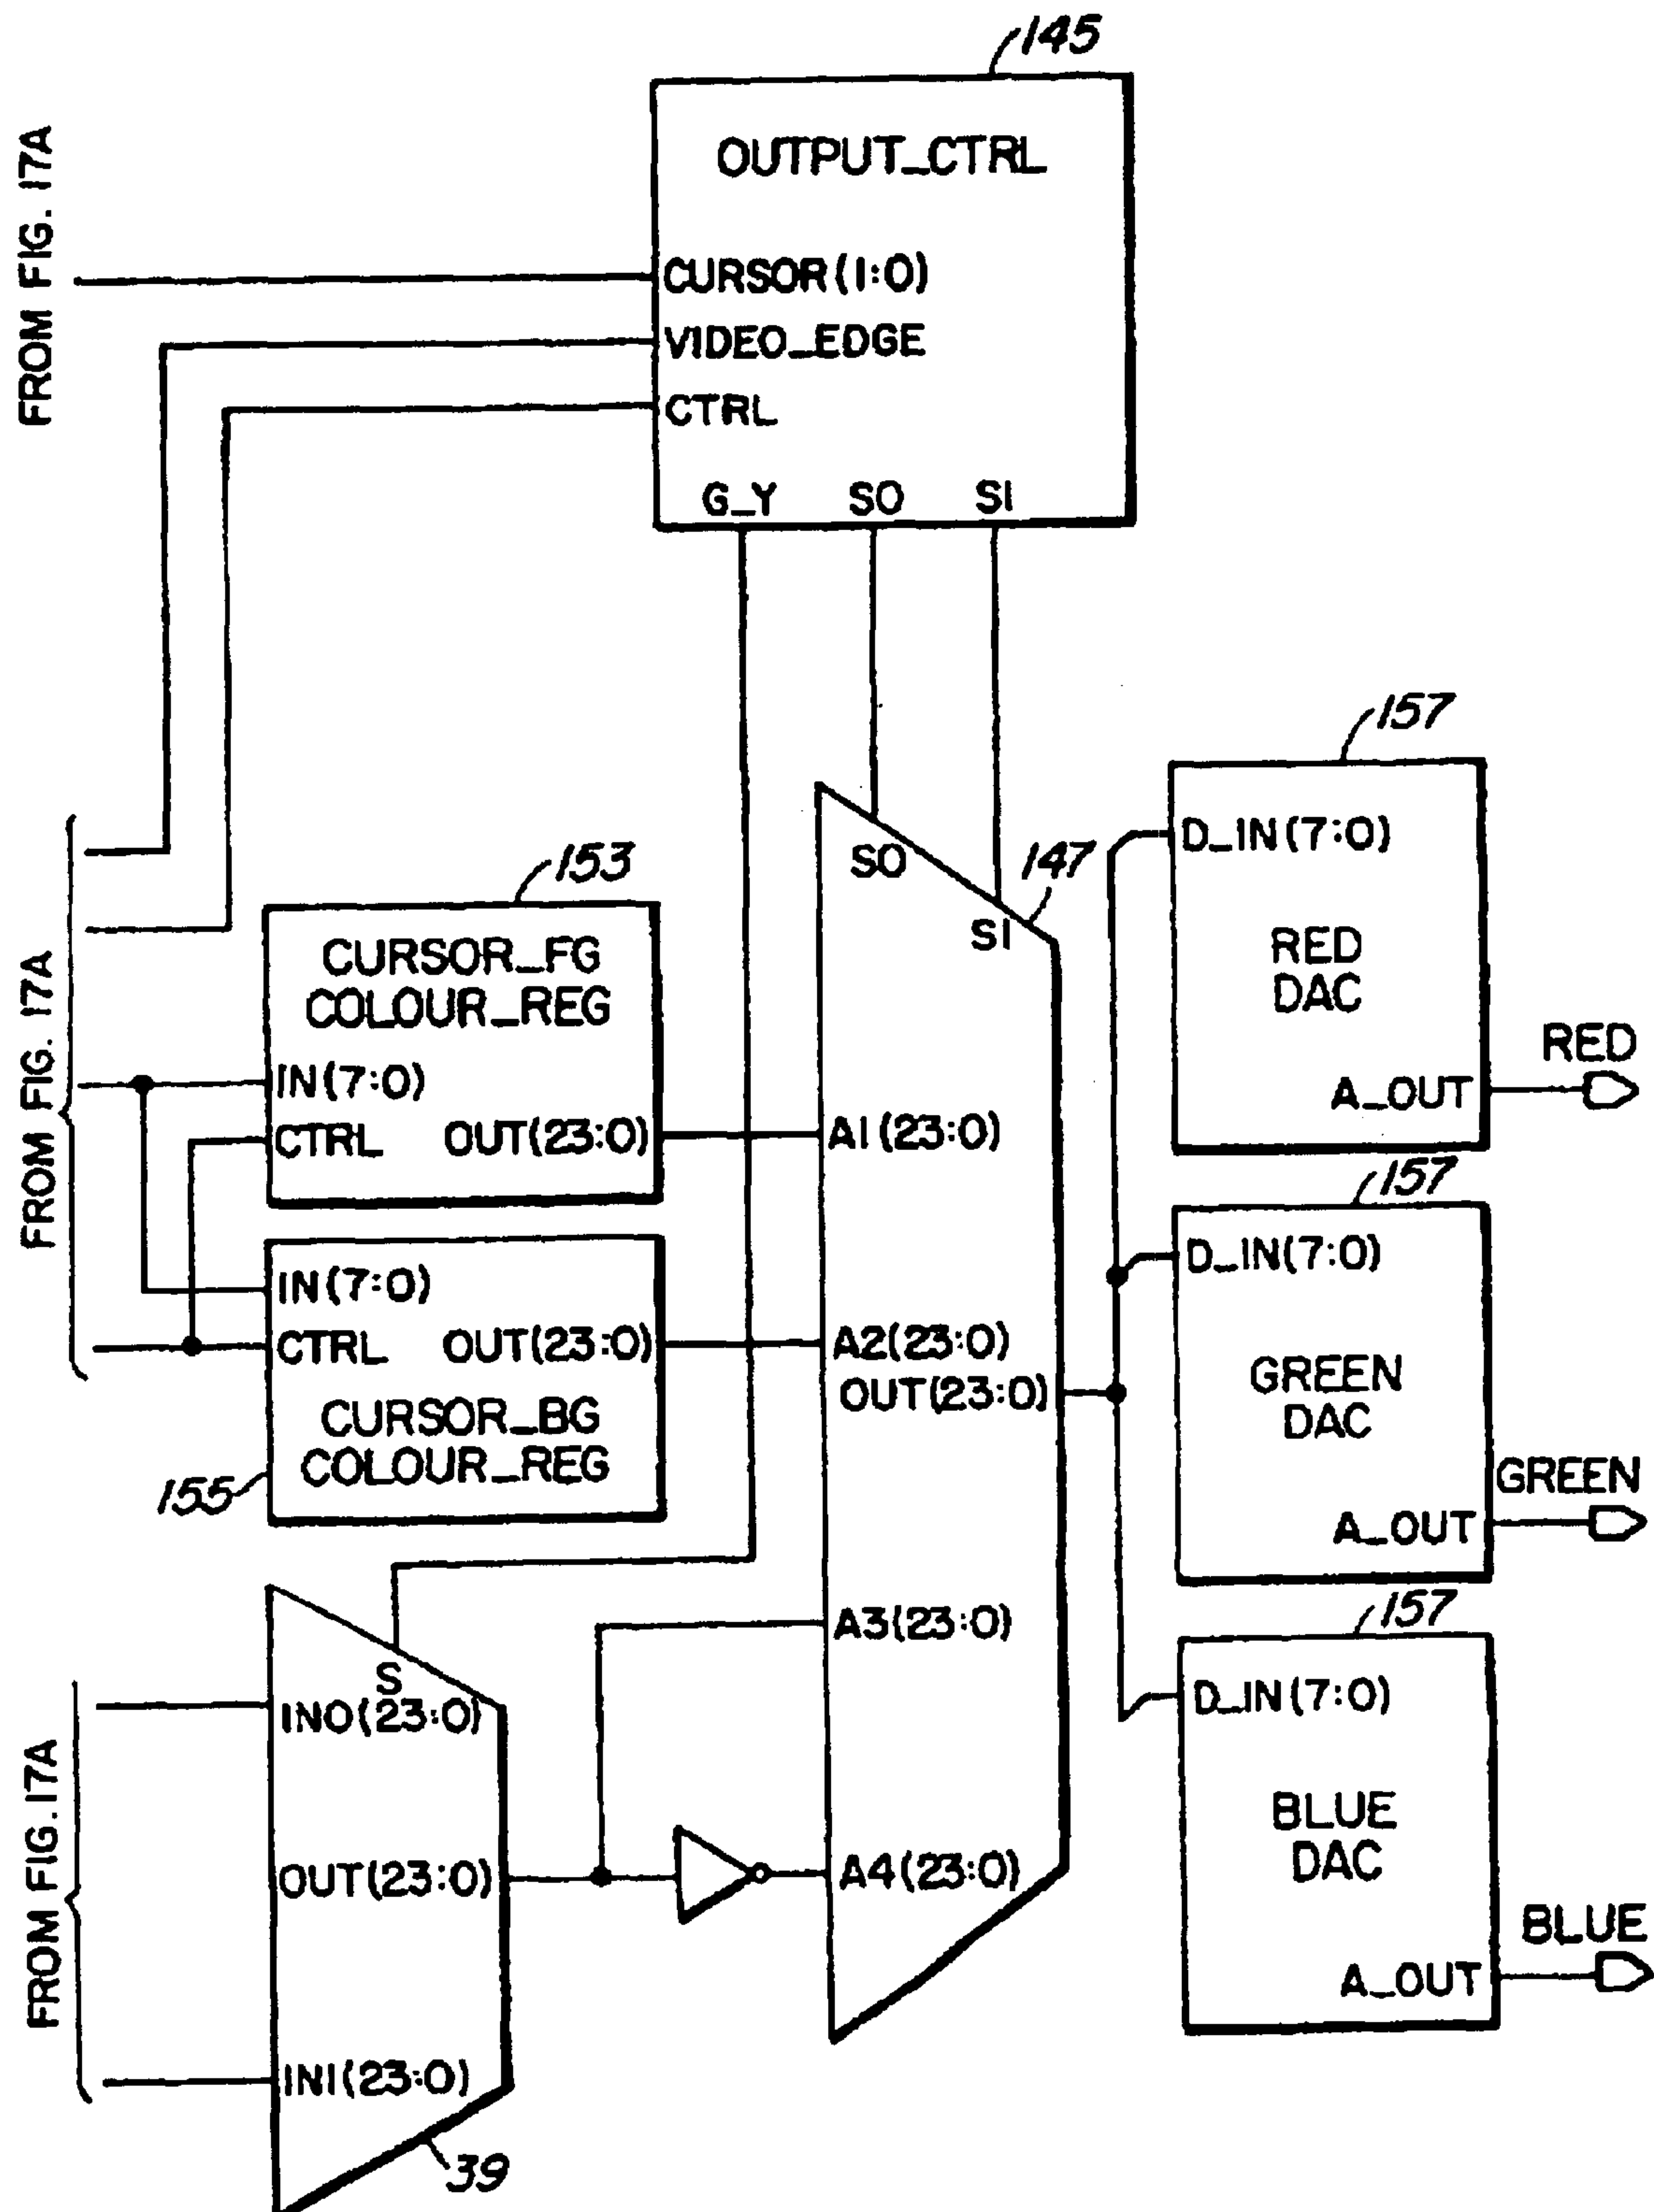 145
OUTPUT_CTRL
FROM FIG. 17A
CURSOR(1:0)
VIDEO_EDGE
CTRL
G_Y S0 S1
157
D_IN(7:0)
RED
DAC
A_OUT
RED
S0
147
S1
153
CURSOR_FG
COLOUR_REG
IN(7:0)
CTRL OUT(23:0)
A1(23:0)
FROM FIG. 17A
157
D_IN(7:0)
GREEN
DAC
A_OUT
GREEN
IN(7:0)
CTRL OUT(23:0)
CURSOR_BG
COLOUR_REG
155
A2(23:0)
OUT(23:0)
A3(23:0)
157
D_IN(7:0)
BLUE
DAC
A_OUT
BLUE
S
IN0(23:0)
FROM FIG. 17A
OUT(23:0)
A4(23:0)
IN1(23:0)
39